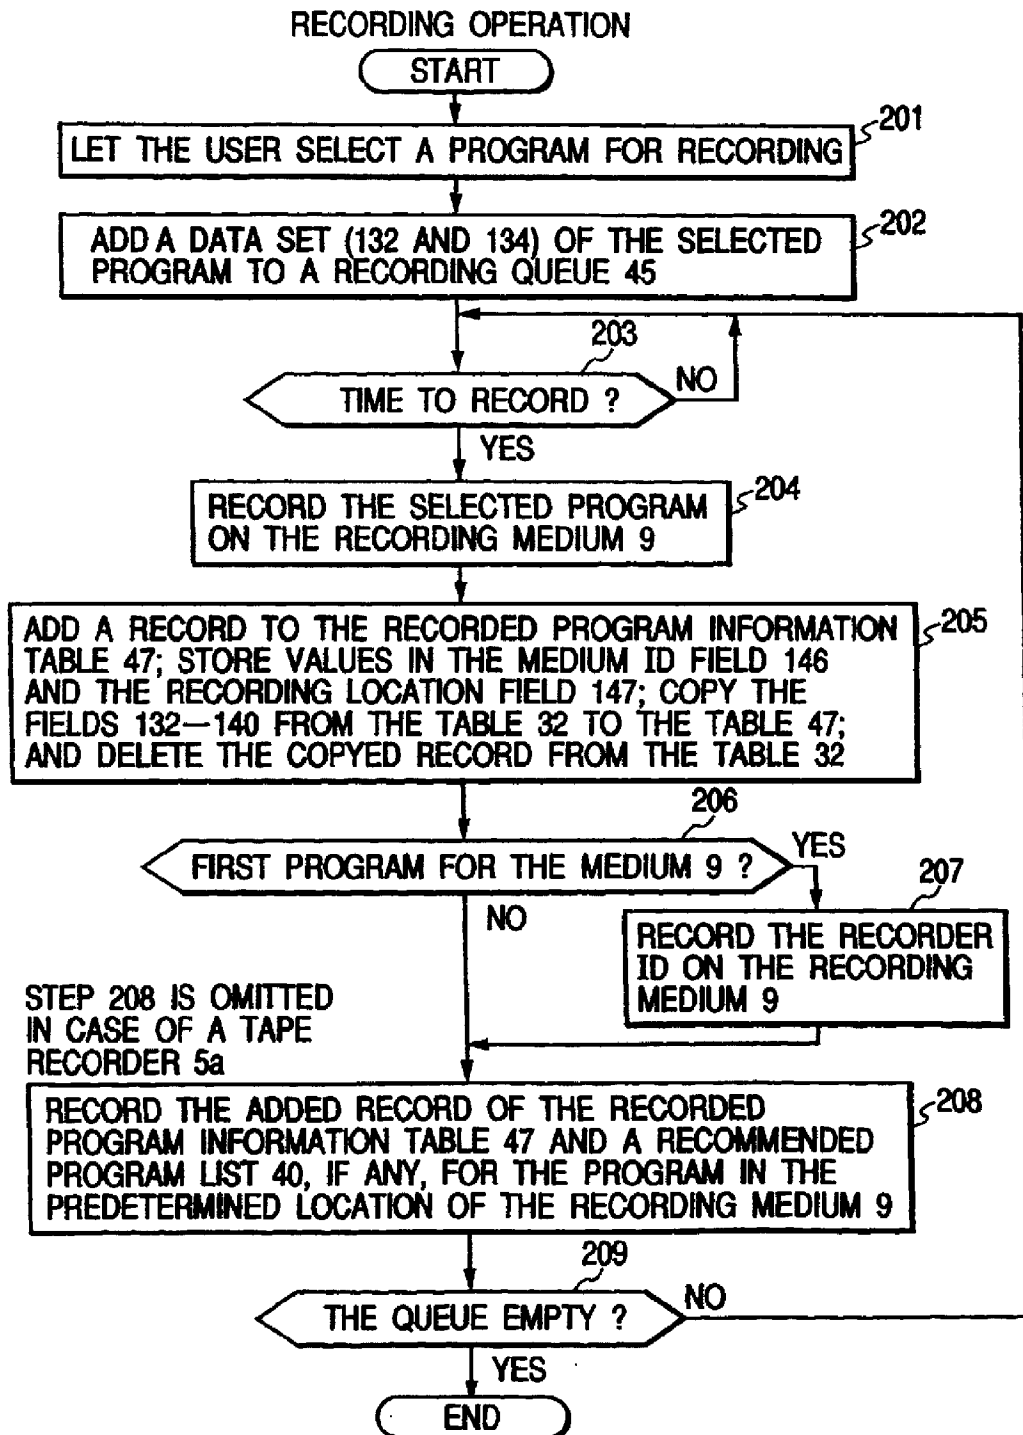 RECORDING OPERATION
START
201
LET THE USER SELECT A PROGRAM FOR RECORDING
202
ADD A DATA SET (132 AND 134) OF THE SELECTED
PROGRAM TO A RECORDING QUEUE 45
203
TIME TO RECORD ?
NO
YES
204
RECORD THE SELECTED PROGRAM
ON THE RECORDING MEDIUM 9
205
ADD A RECORD TO THE RECORDED PROGRAM INFORMATION
TABLE 47; STORE VALUES IN THE MEDIUM ID FIELD 146
AND THE RECORDING LOCATION FIELD 147; COPY THE
FIELDS 132—140 FROM THE TABLE 32 TO THE TABLE 47;
AND DELETE THE COPYED RECORD FROM THE TABLE 32
206
FIRST PROGRAM FOR THE MEDIUM 9 ?
YES
NO
207
RECORD THE RECORDER
ID ON THE RECORDING
MEDIUM 9
STEP 208 IS OMITTED
IN CASE OF A TAPE
RECORDER 5a
208
RECORD THE ADDED RECORD OF THE RECORDED
PROGRAM INFORMATION TABLE 47 AND A RECOMMENDED
PROGRAM LIST 40, IF ANY, FOR THE PROGRAM IN THE
PREDETERMINED LOCATION OF THE RECORDING MEDIUM 9
209
THE QUEUE EMPTY ?
NO
YES
END